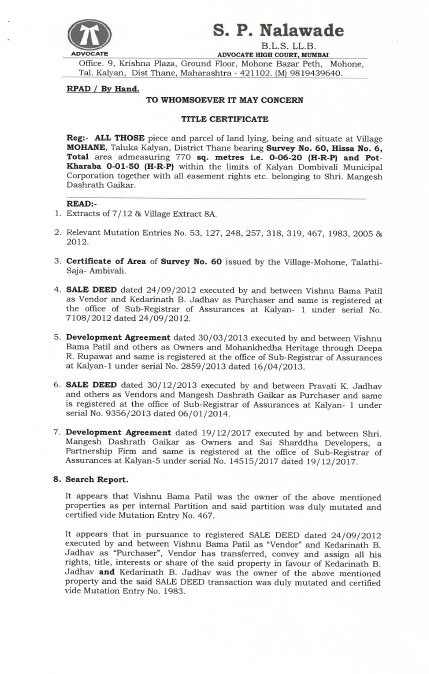 S. P. Nalawade
B.L.S. LL.B.
ADVOCATE
ADVOCATE HIGH COURT, MUMBAI
Office. 9, Krishna Plaza, Ground Floor, Mohone Bazar Peth, Mohone,
Tal. Kalyan, Dist Thane, Maharashtra - 421102. (M) 9819439640.
RPAD / By Hand.
TO WHOMSOEVER IT MAY CONCERN
TITLE CERTIFICATE
Reg:- ALL THOSE piece and parcel of land lying, being and situate at Village
MOHANE, Taluka Kalyan, District Thane bearing Survey No. 60, Hissa No. 6,
Total area admeasuring 770 sq. metres i.e. 0-06-20 (H-R-P) and Pot-
Kharaba 0-01-50 (H-R-P) within the limits of Kalyan Dombivali Municipal
Corporation together with all easement rights etc. belonging to Shri. Mangesh
Dashrath Gaikar.
READ:-
1. Extracts of 7/12 & Village Extract 8A.
2. Relevant Mutation Entries No. 53, 127, 248, 257, 318, 319, 467, 1983, 2005 &
2012.
3. Certificate of Area of Survey No. 60 issued by the Village-Mohone, Talathi-
Saja- Ambivali.
4. SALE DEED dated 24/09/2012 executed by and between Vishnu Bama Patil
as Vendor and Kedarinath B. Jadhav as Purchaser and same is registered at
the office of Sub-Registrar of Assurances at Kalyan- 1 under serial No.
7108/2012 dated 24/09/2012.
5. Development Agreement dated 30/03/2013 executed by and between Vishnu
Bama Patil and others as Owners and Mohankhedha Heritage through Deepa
R. Rupawat and same is registered at the office of Sub-Registrar of Assurances
at Kalyan-1 under serial No. 2859/2013 dated 16/04/2013.
6. SALE DEED dated 30/12/2013 executed by and between Pravati K. Jadhav
and others as Vendors and Mangesh Dashrath Gaikar as Purchaser and same
is registered at the office of Sub-Registrar of Assurances at Kalyan- 1 under
serial No. 9356/2013 dated 06/01/2014.
7. Development Agreement dated 19/12/2017 executed by and between Shri.
Mangesh Dashrath Gaikar as Owners and Sai Sharddha Developers, a
Partnership Firm and same is registered at the office of Sub-Registrar of
Assurances at Kalyan-5 under serial No. 14515/2017 dated 19/12/2017.
8. Search Report.
It appears that Vishnu Bama Patil was the owner of the above mentioned
properties as per internal Partition and said partition was duly mutated and
certified vide Mutation Entry No. 467.
It appears that in pursuance to registered SALE DEED dated 24/09/2012
executed by and between Vishnu Bama Patil as "Vendor" and Kedarinath B.
Jadhav as "Purchaser", Vendor has transferred, convey and assign all his
rights, title, interests or share of the said property in favour of Kedarinath B.
Jadhav and Kedarinath B. Jadhav was the owner of the above mentioned
property and the said SALE DEED transaction was duly mutated and certified
vide Mutation Entry No. 1983.